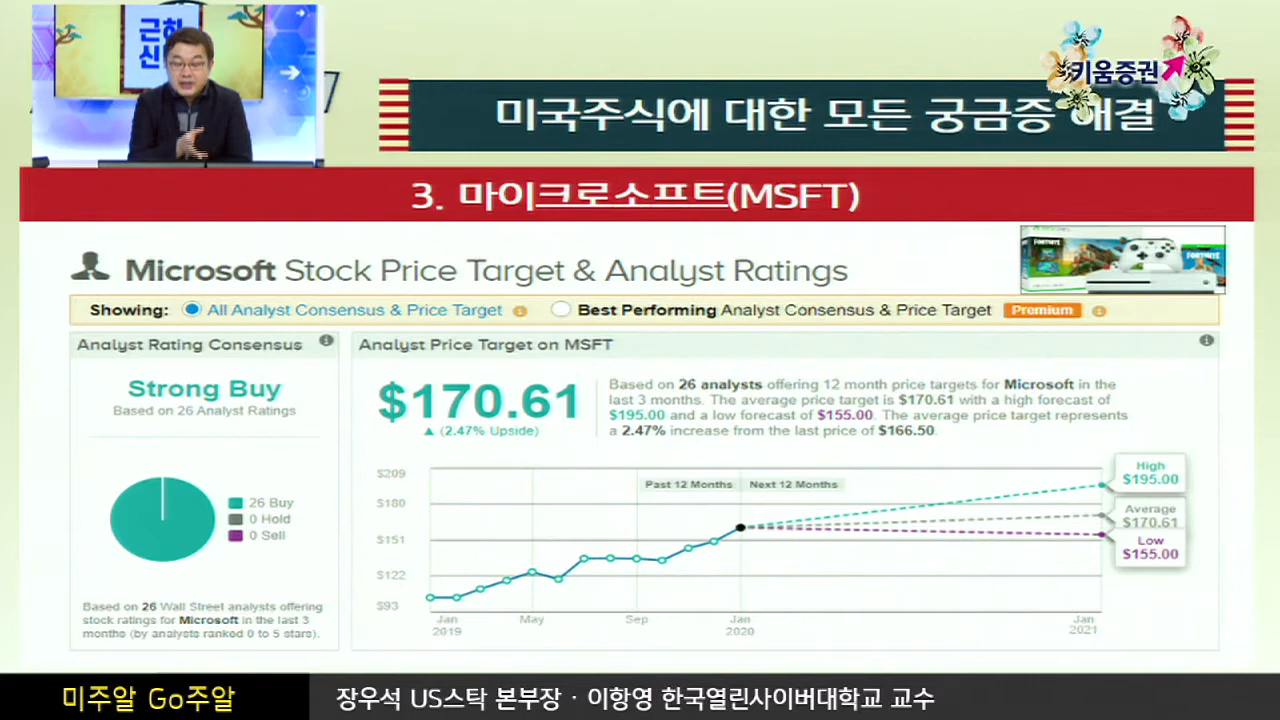 근하
신
키움증권
미국주식에 대한 모든 궁금증 해결
3. 마이크로소프트(MSFT)
Microsoft Stock Price Target & Analyst Ratings
FORTNITE
Showing: All Analyst Consensus & Price Target Best Performing Analyst Consensus & Price Target Premium
Analyst Rating Consensus
Strong Buy
Based on 26 Analyst Ratings
26 Buy
0 Hold
0 Sell
Based on 26 Wall Street analysts offering
stock ratings for Microsoft in the last 3
months (by analysts ranked 0 to 5 stars).
Analyst Price Target on MSFT
$170.61
▲ (2.47% Upside)
Based on 26 analysts offering 12 month price targets for Microsoft in the
last 3 months. The average price target is $170.61 with a high forecast of
$195.00 and a low forecast of $155.00. The average price target represents
a 2.47% increase from the last price of $166.50.
$209
$180
$151
$122
$93
Past 12 Months Next 12 Months
High
$195.00
Average
$170.61
Low
$155.00
Jan
2019
May
Sep
Jan
2020
Jan
2021
미주알 Go주알
장우석 US스탁 본부장 · 이항영 한국열린사이버대학교 교수